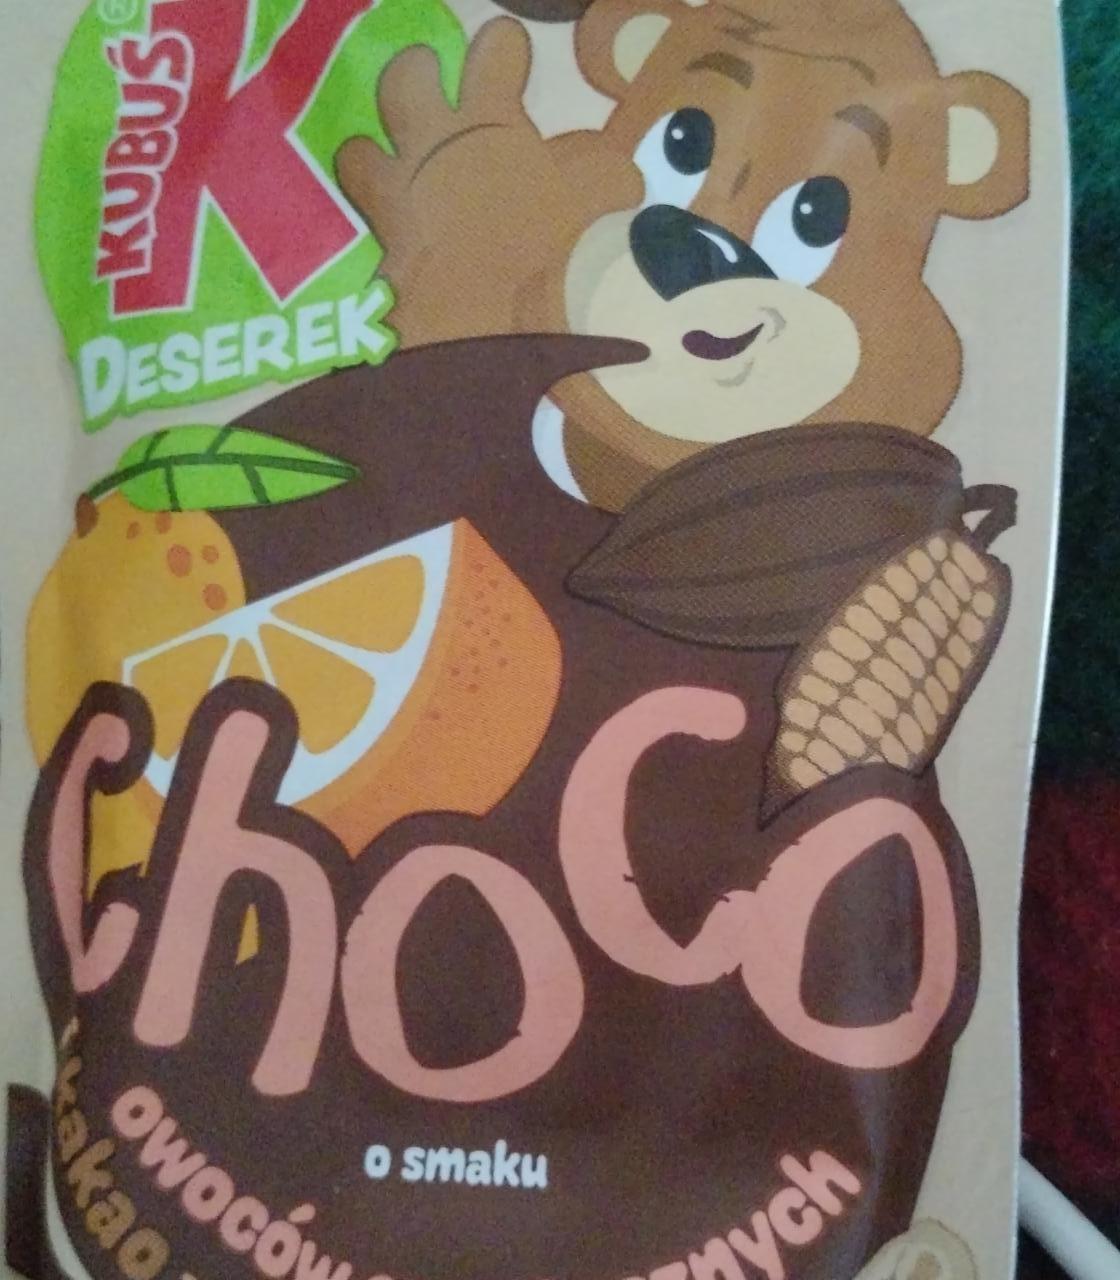 ®
KUBUŚ
K
DESEREK
Choco
o smaku
owoców
kakao